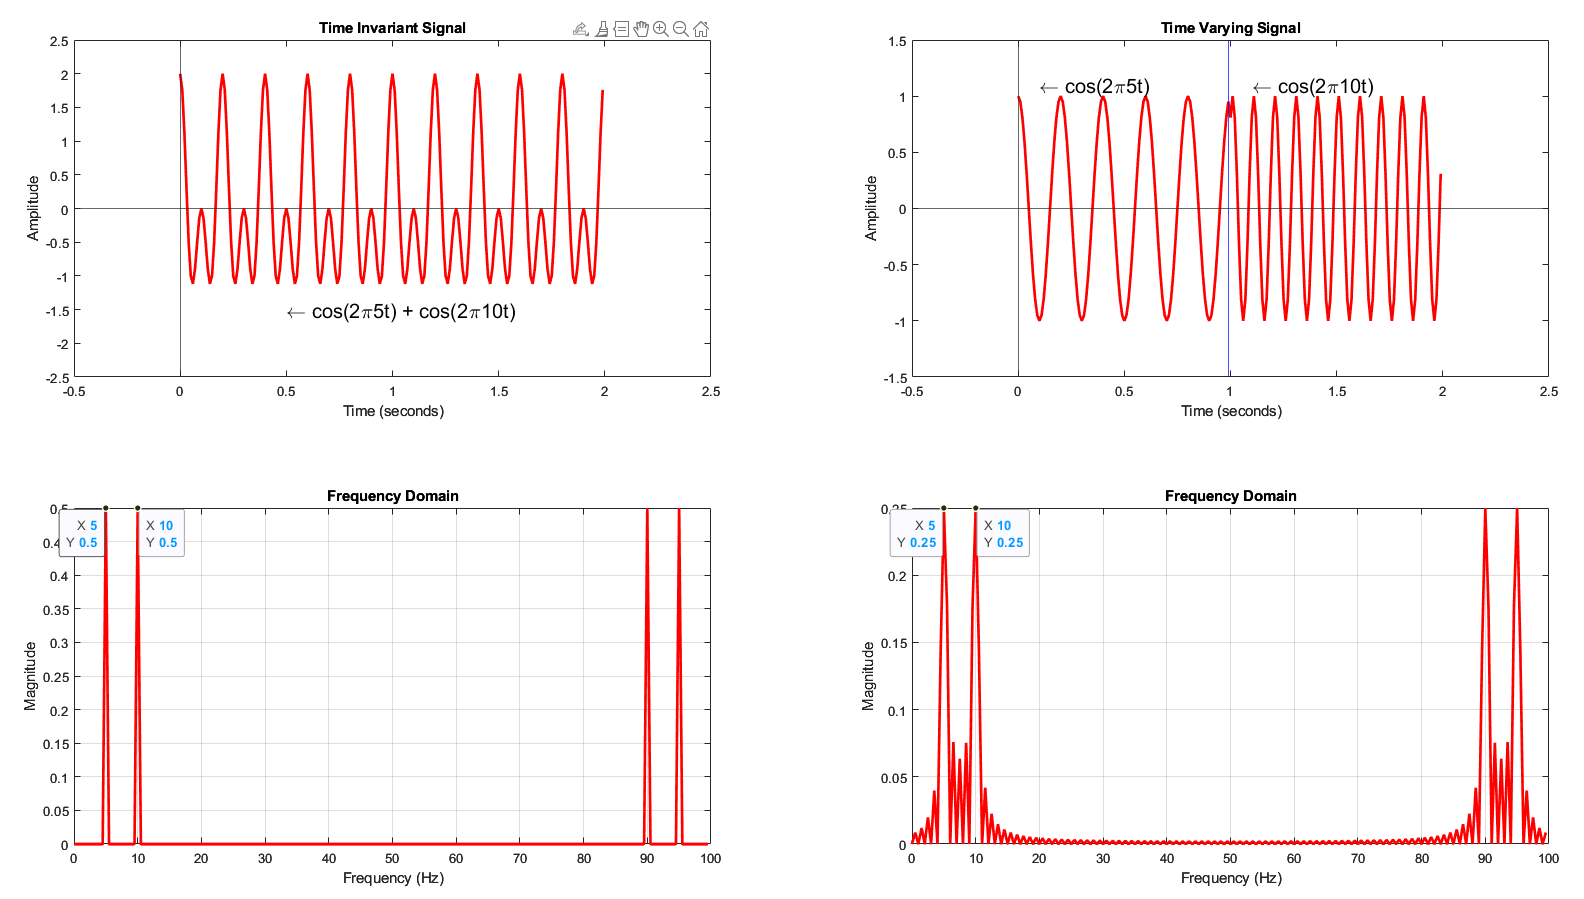 Time Invariant Signal
2.5
2
1.5
1
0.5
0
-0.5
-1
-1.5
-2
-2.5
Amplitude
← cos(2π5t) + cos(2π10t)
-0.5 0 0.5 1 1.5 2 2.5
Time (seconds)
Time Varying Signal
1.5
1
0.5
0
-0.5
-1
-1.5
Amplitude
← cos(2π5t)
← cos(2π10t)
-0.5 0 0.5 1 1.5 2 2.5
Time (seconds)
Frequency Domain
X 5
Y 0.5
X 10
Y 0.5
0.4
0.35
0.3
0.25
0.2
0.15
0.1
0.05
0
Magnitude
0 10 20 30 40 50 60 70 80 90 100
Frequency (Hz)
Frequency Domain
0.25
X 5
Y 0.25
X 10
Y 0.25
0.2
0.15
0.1
0.05
0
Magnitude
0 10 20 30 40 50 60 70 80 90 100
Frequency (Hz)